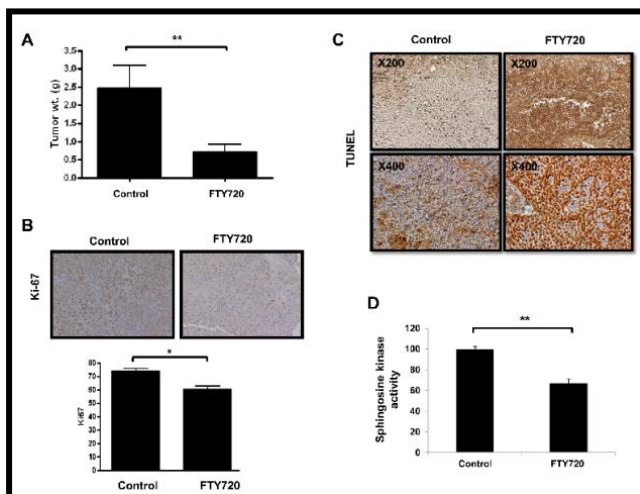 A
**
Tumor wt. (g)
3.5
3.0
2.5
2.0
1.5
1.0
0.5
0.0
Control FTY720
B
Control FTY720
Ki-67
*
Ki67
80
70
60
50
40
30
20
10
0
Control FTY720
C
Control FTY720
TUNEL
X200 X200
X400 X400
D
**
Sphingosine kinase
activity
120
100
80
60
40
20
0
Control FTY720